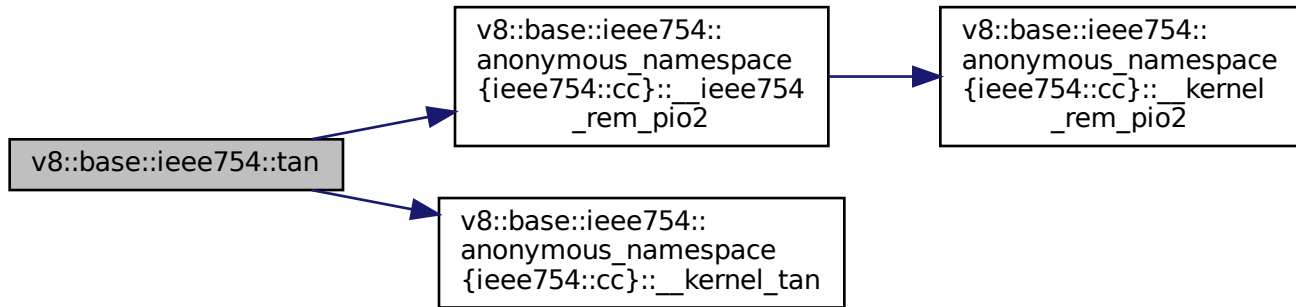 v8::base::ieee754::tan
v8::base::ieee754::
anonymous_namespace
{ieee754::cc}::__ieee754
_rem_pio2
v8::base::ieee754::
anonymous_namespace
{ieee754::cc}::__kernel
_rem_pio2
v8::base::ieee754::
anonymous_namespace
{ieee754::cc}::__kernel_tan